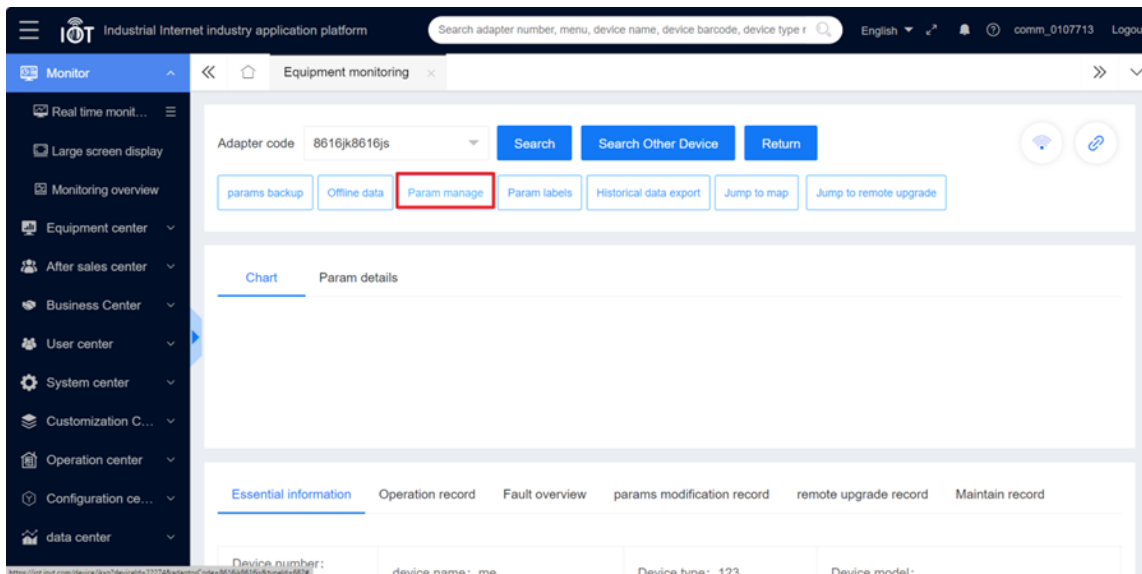 IOT Industrial Internet industry application platform
Search adapter number, menu, device name, device barcode, device type r
English
comm_0107713 Logou
Monitor
Equipment monitoring ×
Real time monit...
Large screen display
Monitoring overview
Equipment center
After sales center
Business Center
User center
System center
Customization C...
Operation center
Configuration ce...
data center
Adapter code 8616jk8616js Search Search Other Device Return
params backup Offline data Param manage Param labels Historical data export Jump to map Jump to remote upgrade
Chart Param details
Essential information Operation record Fault overview params modification record remote upgrade record Maintain record
Device number:
device name: me Device type: 123 Device model: